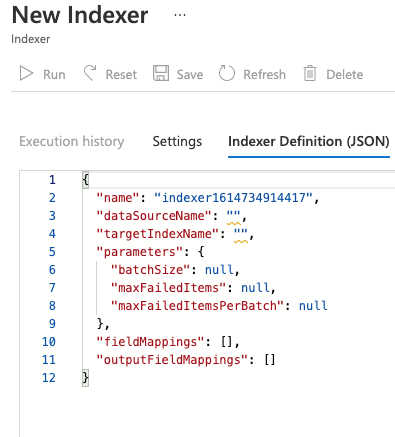 New Indexer ...
Indexer
Run Reset Save Refresh Delete
Execution history Settings Indexer Definition (JSON)
1 {
2 "name": "indexer1614734914417",
3 "dataSourceName": "",
4 "targetIndexName": "",
5 "parameters": {
6 "batchSize": null,
7 "maxFailedItems": null,
8 "maxFailedItemsPerBatch": null
9 },
10 "fieldMappings": [],
11 "outputFieldMappings": []
12 }